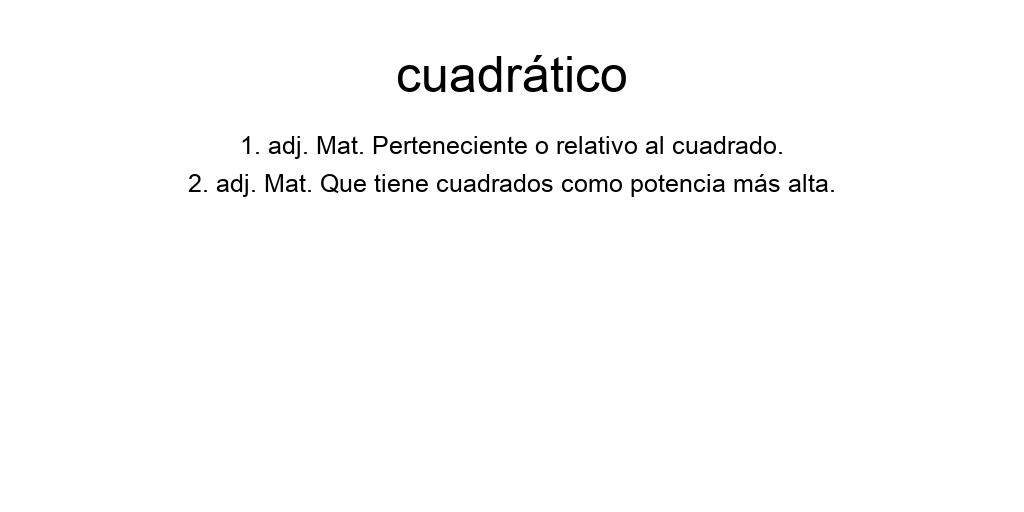 cuadrático
1. adj. Mat. Perteneciente o relativo al cuadrado.
2. adj. Mat. Que tiene cuadrados como potencia más alta.